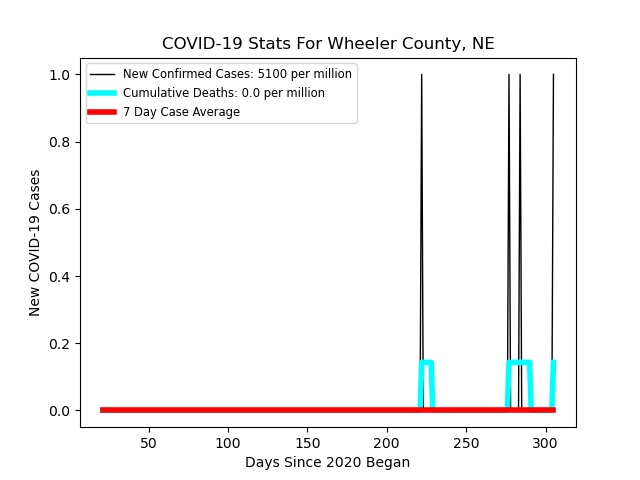 COVID-19 Stats For Wheeler County, NE
New Confirmed Cases: 5100 per million
Cumulative Deaths: 0.0 per million
7 Day Case Average
New COVID-19 Cases
1.0
0.8
0.6
0.4
0.2
0.0
50 100 150 200 250 300
Days Since 2020 Began